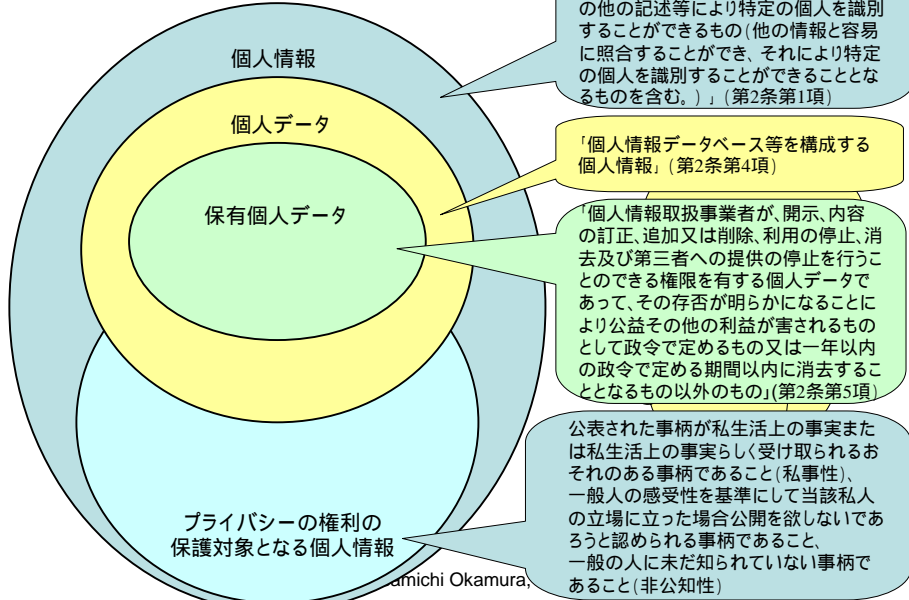 の他の記述等により特定の個人を識別
することができるもの(他の情報と容易
に照合することができ、それにより特定
の個人を識別することができることとな
るものを含む。)」(第2条第1項)
個人情報
個人データ
「個人情報データベース等を構成する
個人情報」(第2条第4項)
保有個人データ
「個人情報取扱事業者が、開示、内容
の訂正、追加又は削除、利用の停止、消
去及び第三者への提供の停止を行うこ
とのできる権限を有する個人データで
あって、その存否が明らかになることに
より公益その他の利益が害されるもの
として政令で定めるもの又は一年以内
の政令で定める期間以内に消去するこ
ととなるもの以外のもの」(第2条第5項)
公表された事柄が私生活上の事実また
は私生活上の事実らしく受け取られるお
それのある事柄であること(私事性)、
一般人の感受性を基準にして当該私人
の立場に立った場合公開を欲しないであ
ろうと認められる事柄であること、
一般の人に未だ知られていない事柄で
あること(非公知性)
プライバシーの権利の
保護対象となる個人情報
amichi Okamura,